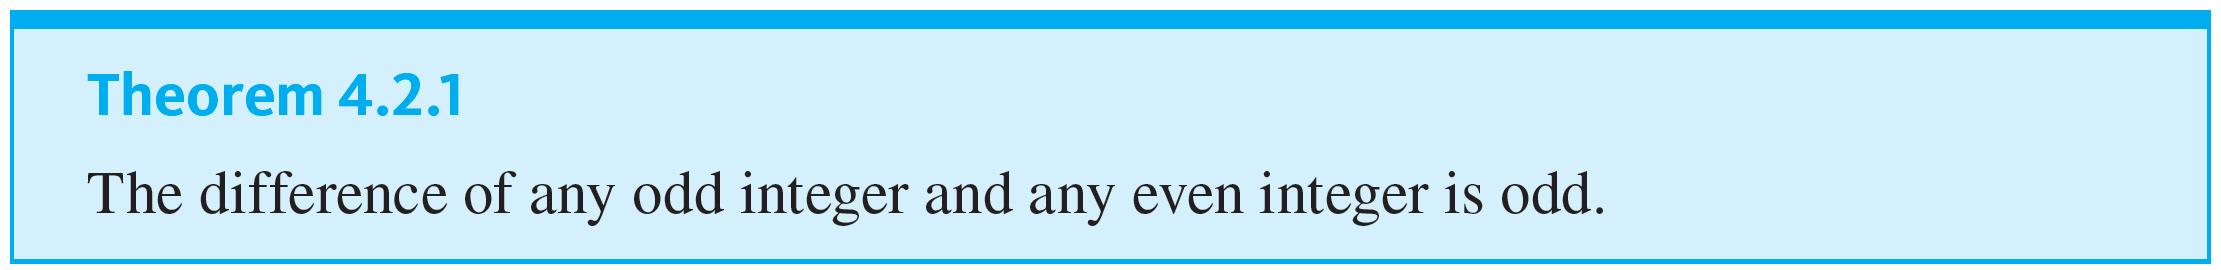 Theorem 4.2.1
The difference of any odd integer and any even integer is odd.